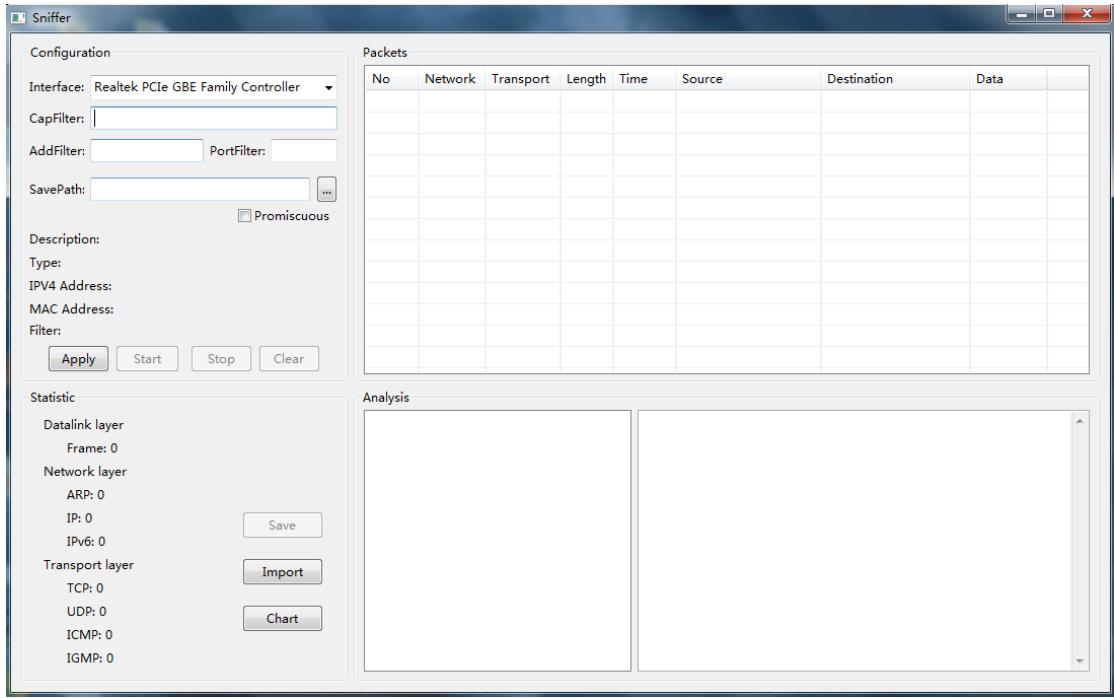 Sniffer
Configuration
Interface: Realtek PCIe GBE Family Controller
CapFilter:
AddFilter: PortFilter:
SavePath: ...
Promiscuous
Description:
Type:
IPV4 Address:
MAC Address:
Filter:
Apply Start Stop Clear
Packets
No Network Transport Length Time Source Destination Data
Statistic
Datalink layer
Frame: 0
Network layer
ARP: 0
IP: 0
IPv6: 0
Transport layer
TCP: 0
UDP: 0
ICMP: 0
IGMP: 0
Save
Import
Chart
Analysis